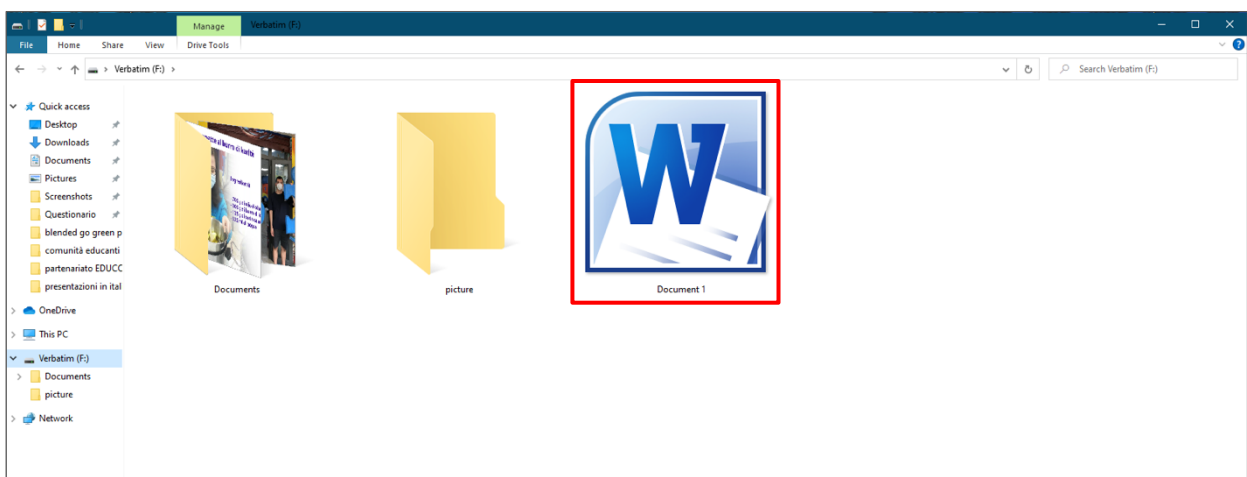 Manage
Verbatim (F:)
File
Home
Share
View
Drive Tools
Verbatim (F:)
Search Verbatim (F:)
Quick access
Desktop
Downloads
Documents
Pictures
Screenshots
Questionario
blended go green p
comunità educanti
partenariato EDUCC
presentazioni in ital
OneDrive
This PC
Verbatim (F:)
Documents
picture
Network
Documents
picture
W
Document 1